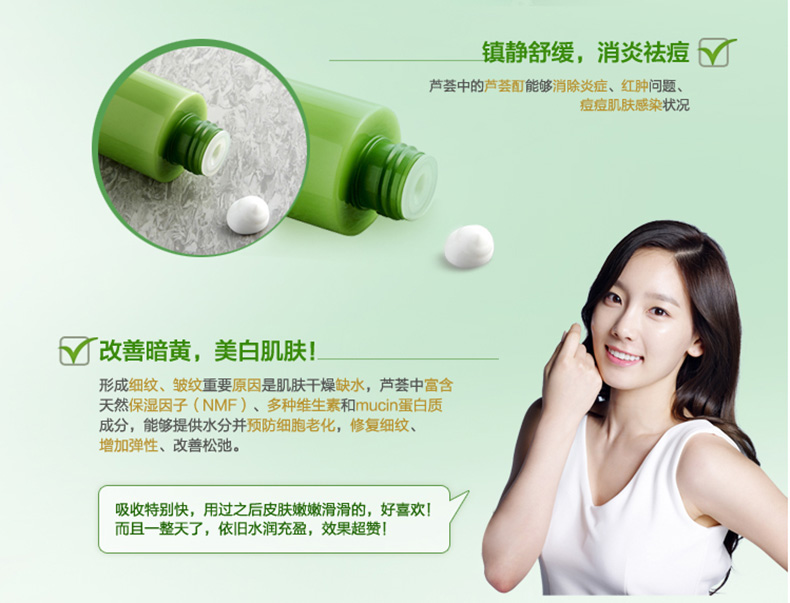 镇静舒缓，消炎祛痘
芦荟中的芦荟酊能够消除炎症、红肿问题、
痘痘肌肤感染状况
改善暗黄，美白肌肤！
形成细纹、皱纹重要原因是肌肤干燥缺水，芦荟中富含
天然保湿因子（NMF）、多种维生素和mucin蛋白质
成分，能够提供水分并预防细胞老化，修复细纹、
增加弹性、改善松弛。
吸收特别快，用过之后皮肤嫩嫩滑滑的，好喜欢！
而且一整天了，依旧水润充盈，效果超赞！